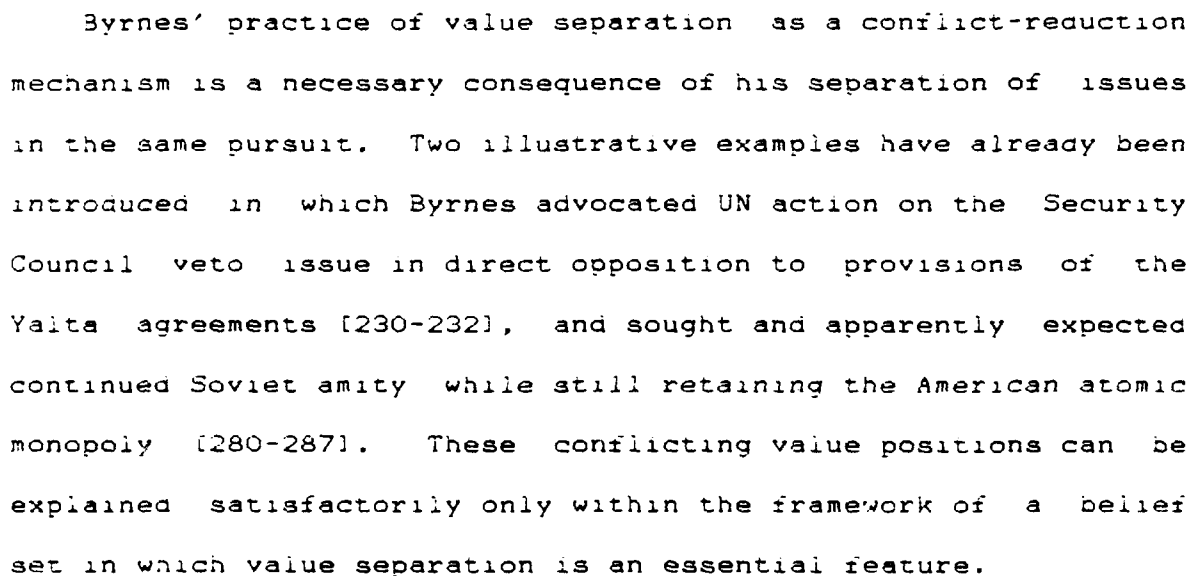 Byrnes' practice of value separation as a conflict-reduction
mechanism is a necessary consequence of his separation of issues
in the same pursuit. Two illustrative examples have already been
introduced in which Byrnes advocated UN action on the Security
Council veto issue in direct opposition to provisions of the
Yalta agreements [230-232], and sought and apparently expected
continued Soviet amity while still retaining the American atomic
monopoly [280-287]. These conflicting value positions can be
explained satisfactorily only within the framework of a belief
set in which value separation is an essential feature.